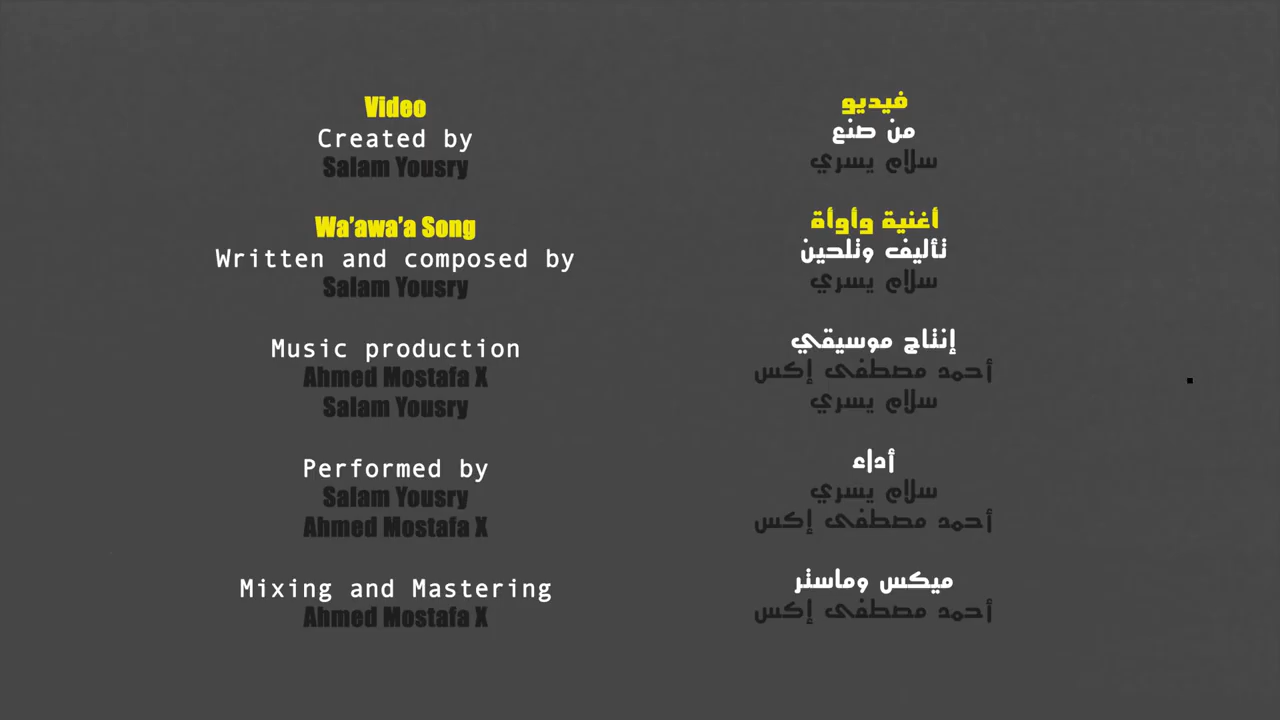 Video
Created by
Salam Yousry
Wa'awa'a Song
Written and composed by
Salam Yousry
Music production
Ahmed Mostafa X
Salam Yousry
Performed by
Salam Yousry
Ahmed Mostafa X
Mixing and Mastering
Ahmed Mostafa X
فيديو
من صنع
سلام يسري
أغنية وأوأة
تأليف وتلحين
سلام يسري
إنتاج موسيقي
أحمد مصطفى إكس
سلام يسري
أداء
سلام يسري
أحمد مصطفى إكس
ميكس وماستر
أحمد مصطفى إكس